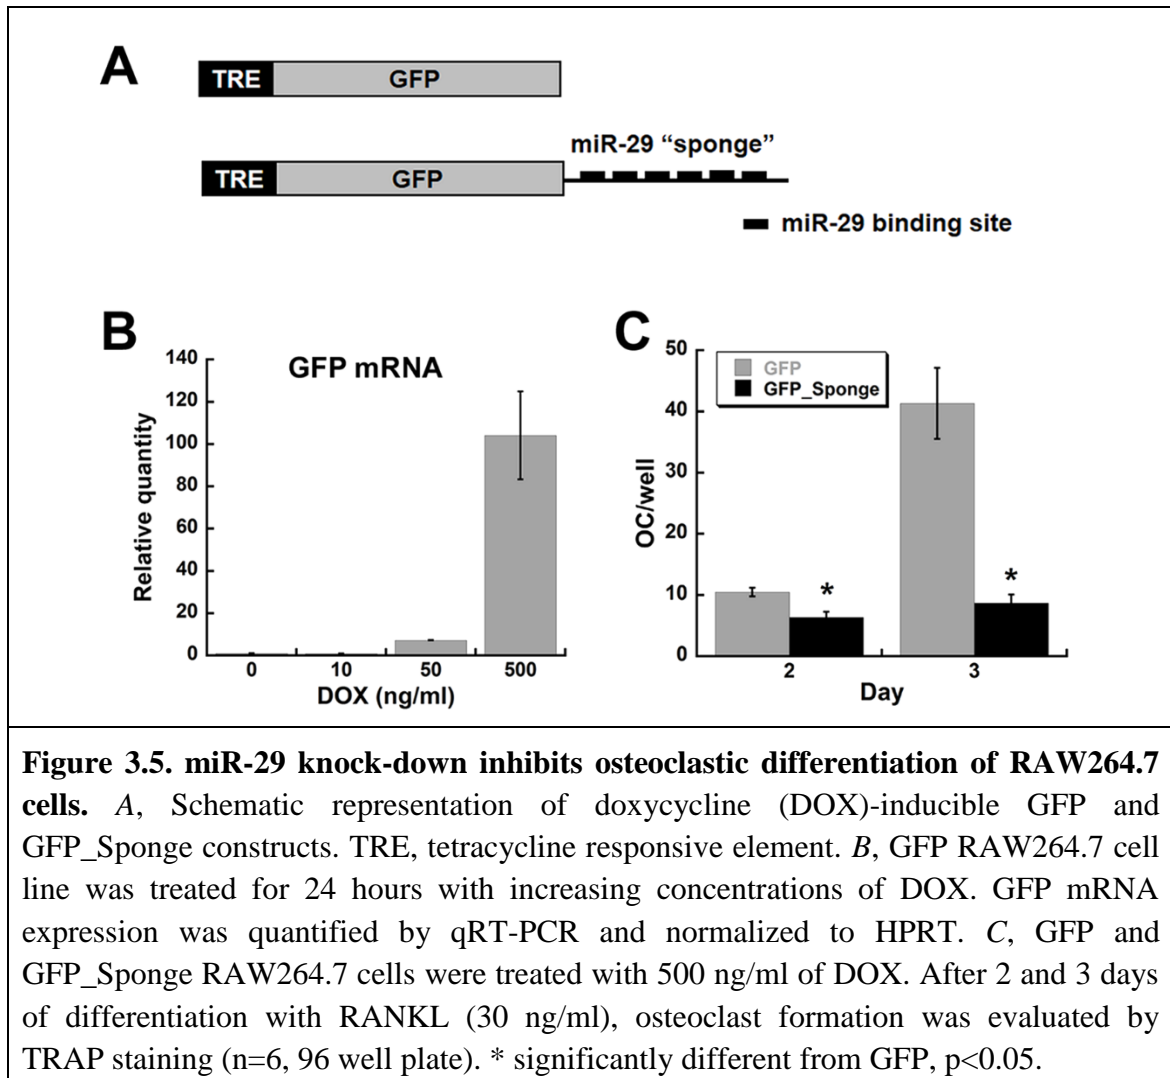 A
TRE GFP
miR-29 “sponge”
TRE GFP
miR-29 binding site
B
GFP mRNA
140
120
100
80
60
40
20
0
Relative quantity
0 10 50 500
DOX (ng/ml)
C
GFP
GFP_Sponge
50
40
30
20
10
0
OC/well
*
*
2 3
Day
Figure 3.5. miR-29 knock-down inhibits osteoclastic differentiation of RAW264.7
cells. A, Schematic representation of doxycycline (DOX)-inducible GFP and
GFP_Sponge constructs. TRE, tetracycline responsive element. B, GFP RAW264.7 cell
line was treated for 24 hours with increasing concentrations of DOX. GFP mRNA
expression was quantified by qRT-PCR and normalized to HPRT. C, GFP and
GFP_Sponge RAW264.7 cells were treated with 500 ng/ml of DOX. After 2 and 3 days
of differentiation with RANKL (30 ng/ml), osteoclast formation was evaluated by
TRAP staining (n=6, 96 well plate). * significantly different from GFP, p<0.05.